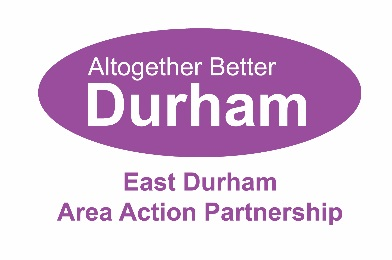 Altogether Better
Durham
East Durham
Area Action Partnership